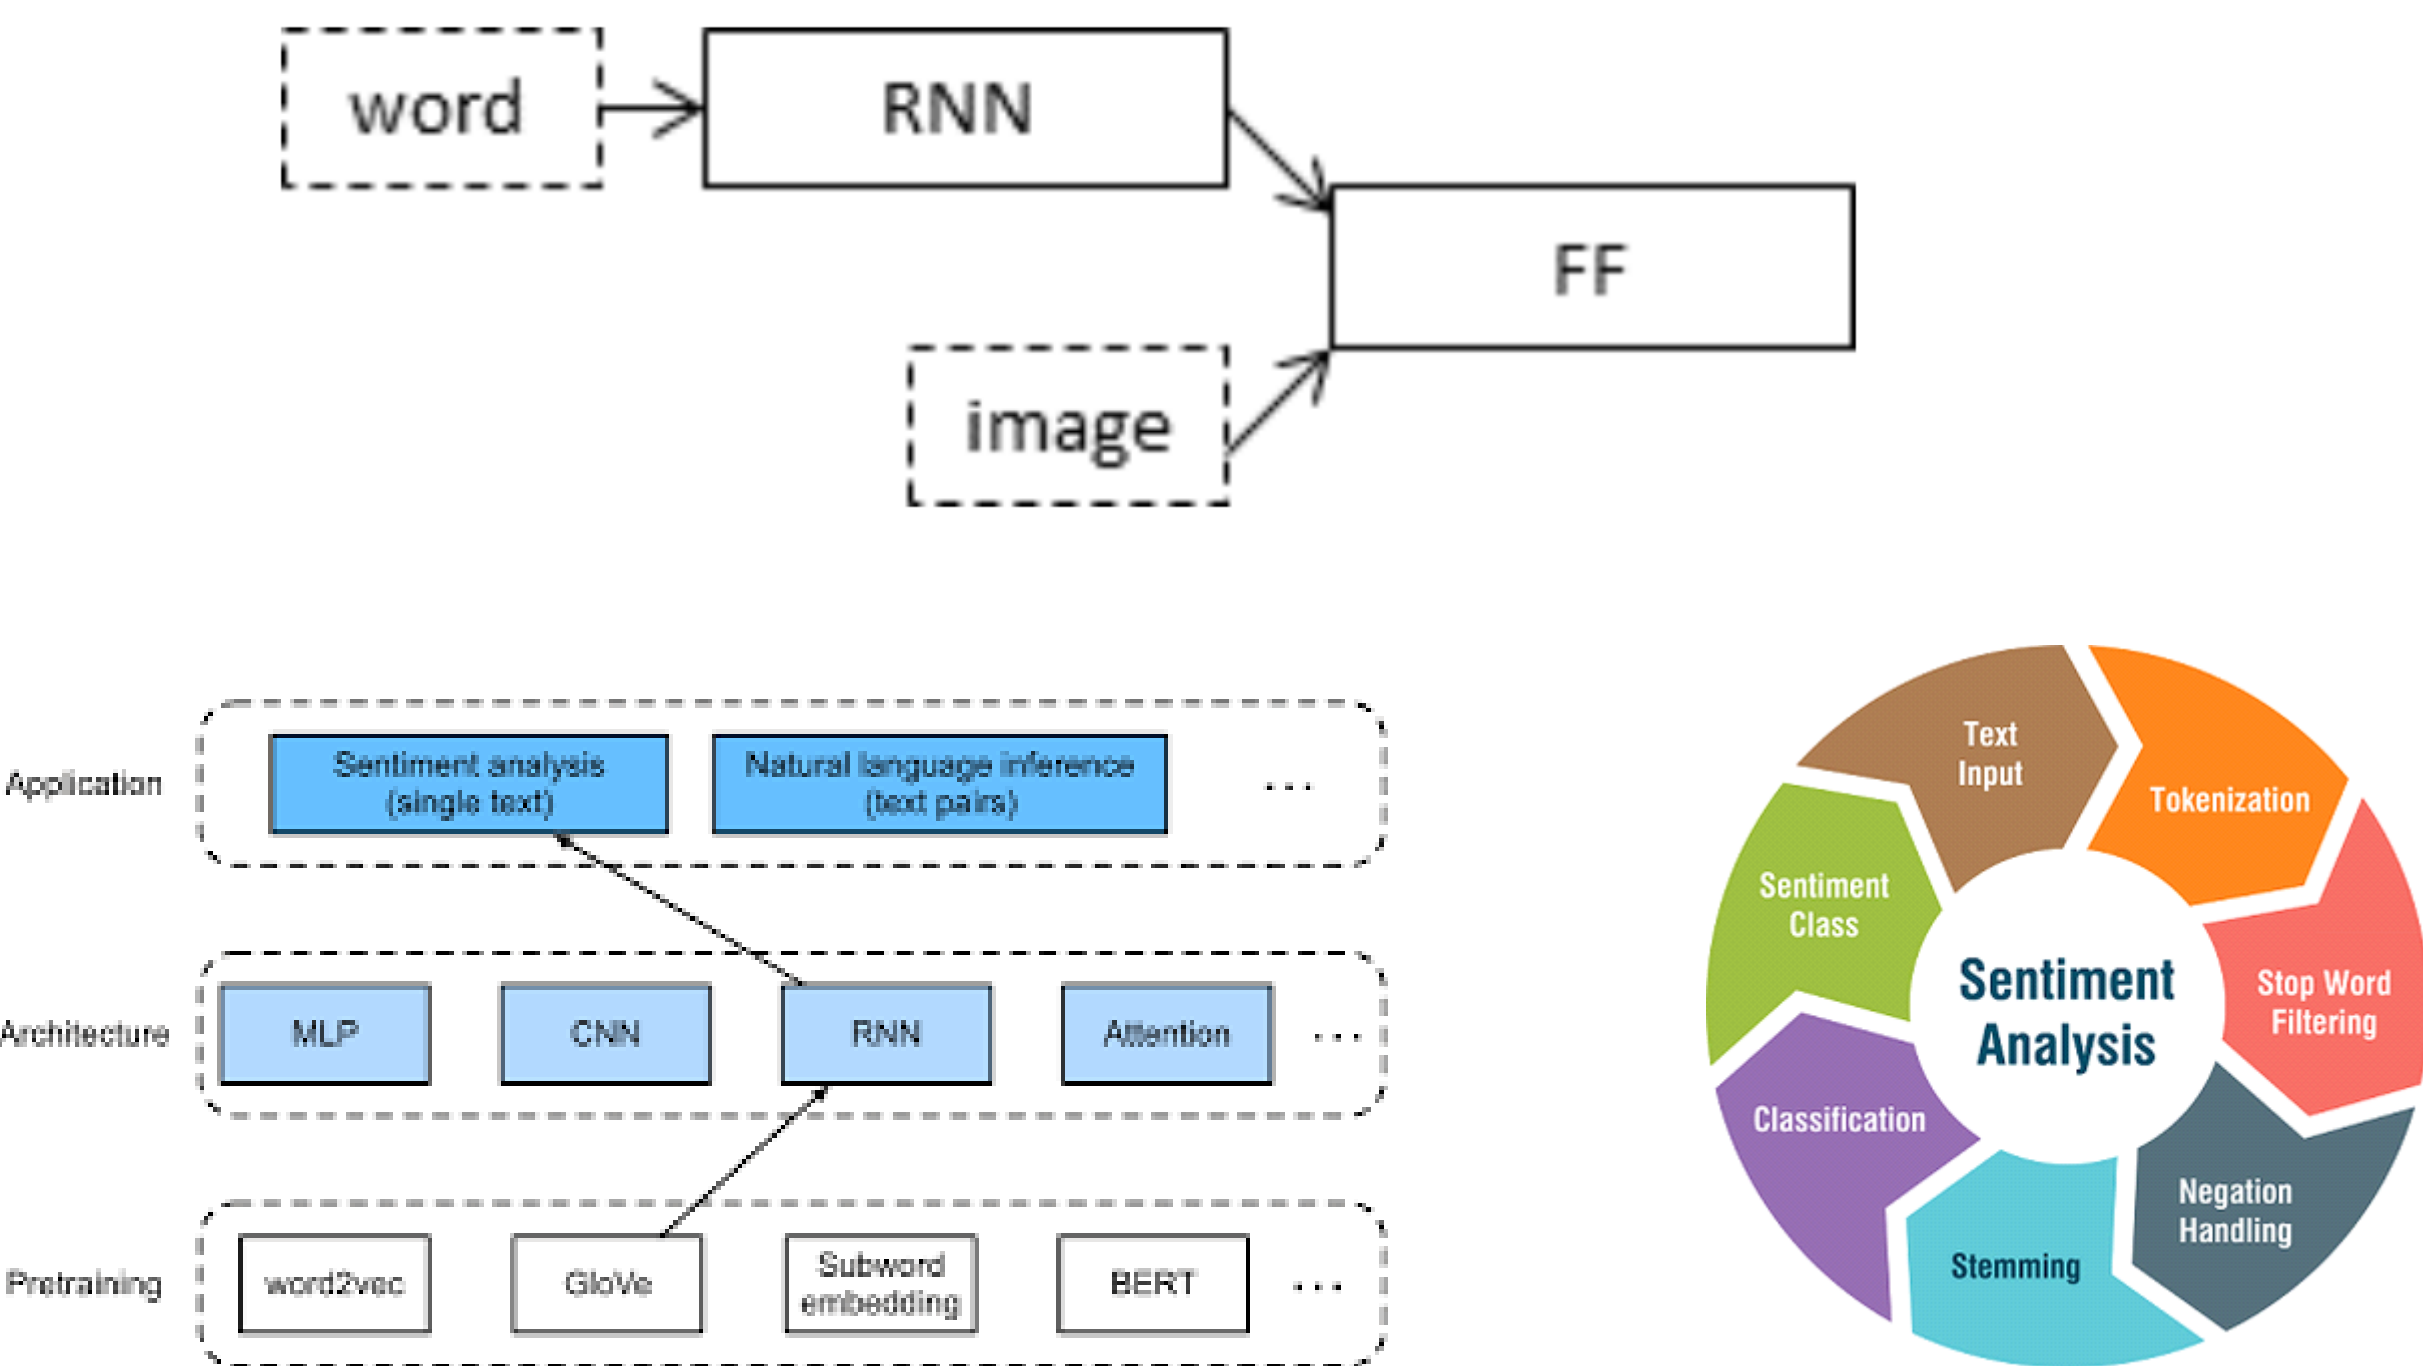 word
RNN
FF
image
Application
Sentiment analysis
(single text)
Natural language inference
(text pairs)
...
Architecture
MLP
CNN
RNN
Attention
...
Pretraining
word2vec
GloVe
Subword
embedding
BERT
...
Text
Input
Tokenization
Stop Word
Filtering
Negation
Handling
Stemming
Classification
Sentiment
Class
Sentiment
Analysis